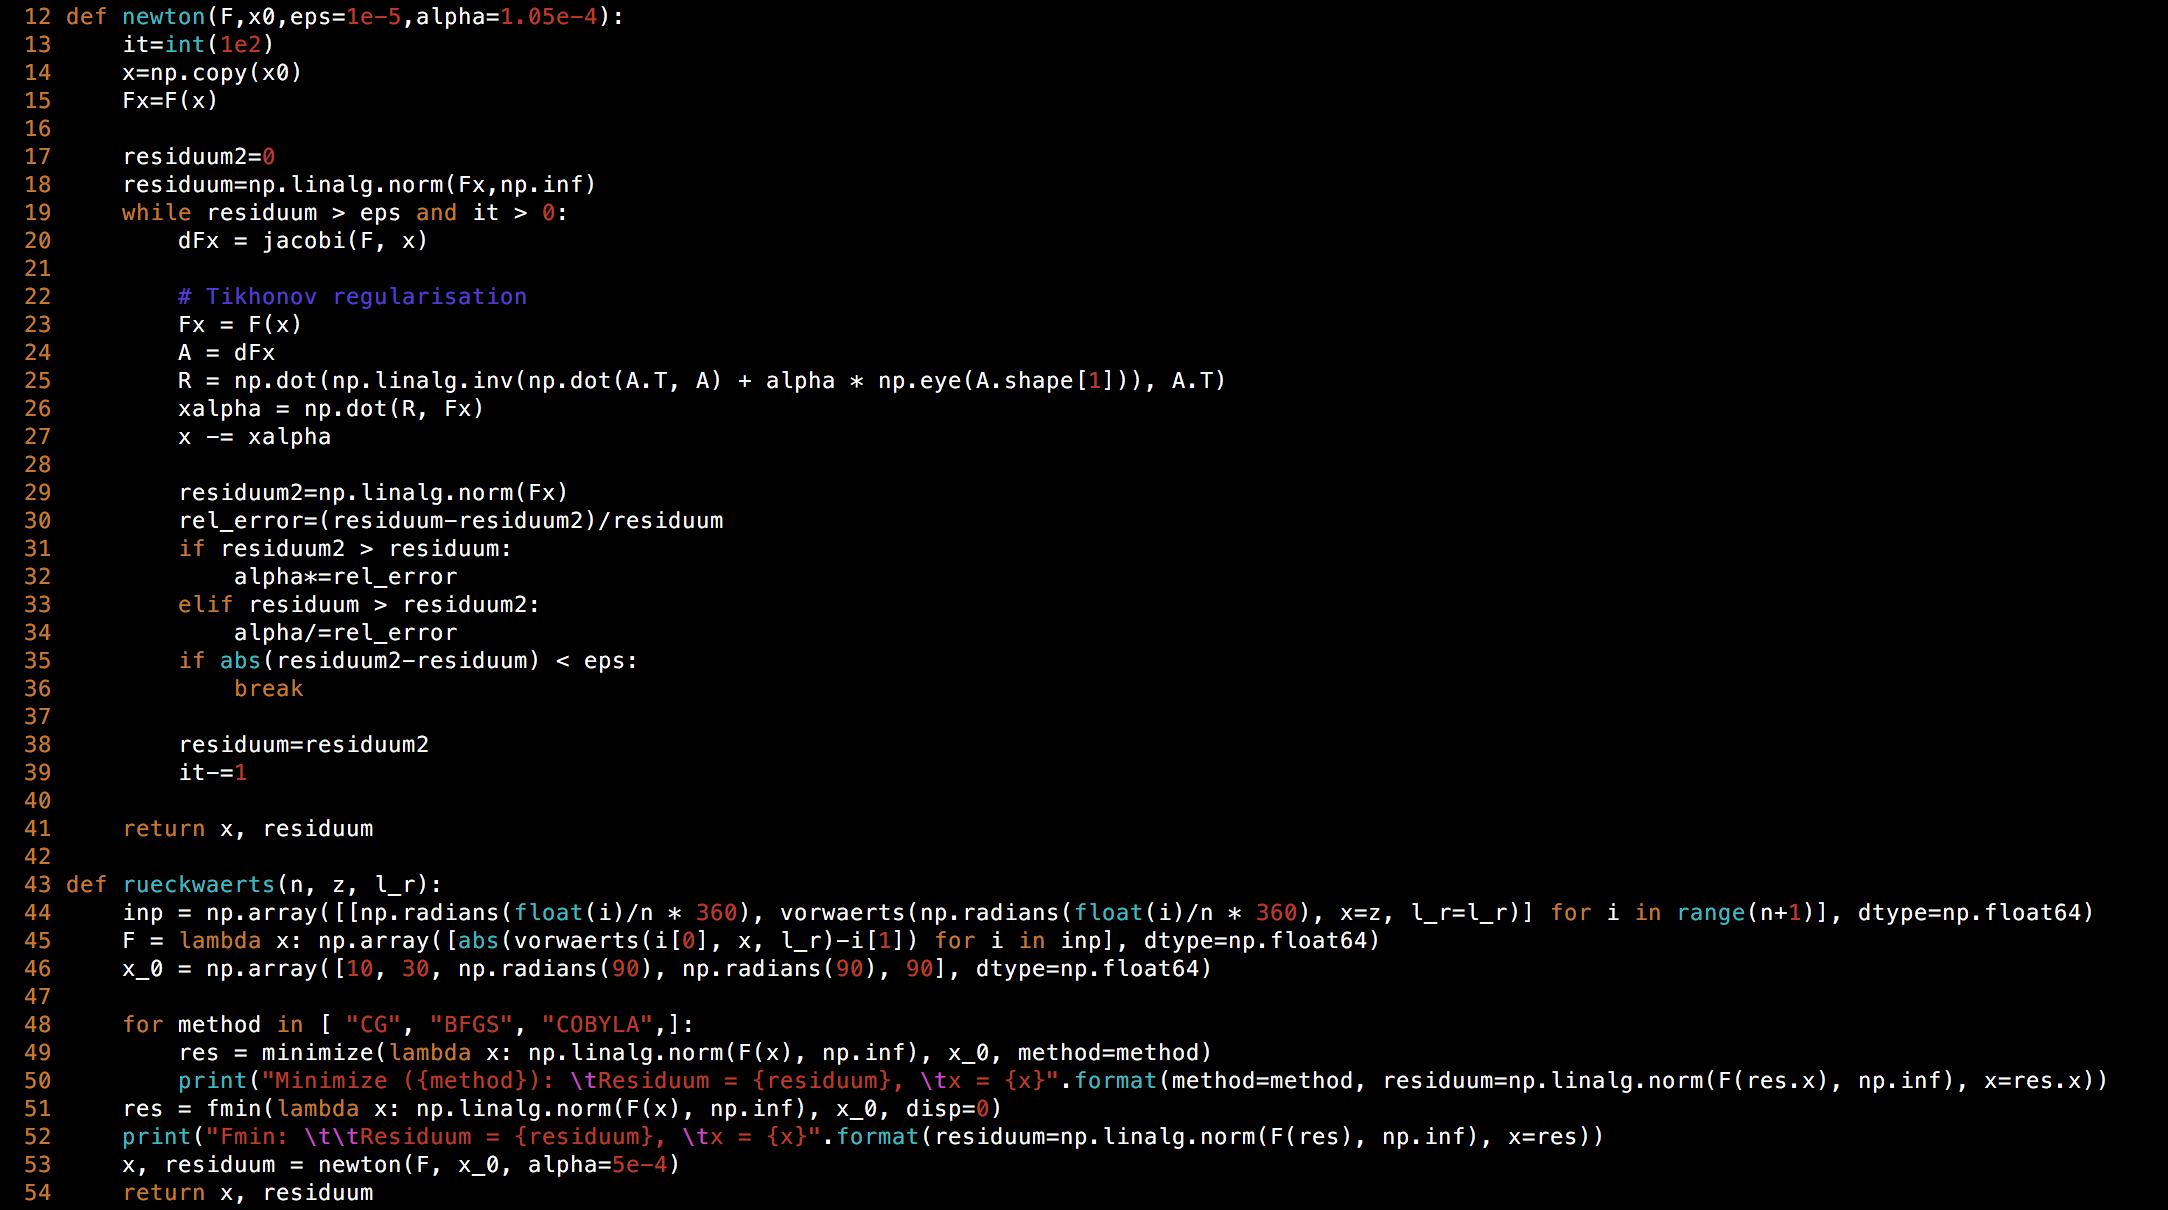 12 def newton(F,x0,eps=1e-5,alpha=1.05e-4):
13     it=int(1e2)
14     x=np.copy(x0)
15     Fx=F(x)
16
17     residuum2=0
18     residuum=np.linalg.norm(Fx,np.inf)
19     while residuum > eps and it > 0:
20         dFx = jacobi(F, x)
21
22         # Tikhonov regularisation
23         Fx = F(x)
24         A = dFx
25         R = np.dot(np.linalg.inv(np.dot(A.T, A) + alpha * np.eye(A.shape[1])), A.T)
26         xalpha = np.dot(R, Fx)
27         x -= xalpha
28
29         residuum2=np.linalg.norm(Fx)
30         rel_error=(residuum-residuum2)/residuum
31         if residuum2 > residuum:
32             alpha*=rel_error
33         elif residuum > residuum2:
34             alpha/=rel_error
35         if abs(residuum2-residuum) < eps:
36             break
37
38         residuum=residuum2
39         it-=1
40
41     return x, residuum
42
43 def rueckwaerts(n, z, l_r):
44     inp = np.array([[np.radians(float(i)/n * 360), vorwaerts(np.radians(float(i)/n * 360), x=z, l_r=l_r)] for i in range(n+1)], dtype=np.float64)
45     F = lambda x: np.array([abs(vorwaerts(i[0], x, l_r)-i[1]) for i in inp], dtype=np.float64)
46     x_0 = np.array([10, 30, np.radians(90), np.radians(90), 90], dtype=np.float64)
47
48     for method in [ "CG", "BFGS", "COBYLA",]:
49         res = minimize(lambda x: np.linalg.norm(F(x), np.inf), x_0, method=method)
50         print("Minimize ({method}): \tResiduum = {residuum}, \tx = {x}".format(method=method, residuum=np.linalg.norm(F(res.x), np.inf), x=res.x))
51     res = fmin(lambda x: np.linalg.norm(F(x), np.inf), x_0, disp=0)
52     print("Fmin: \t\tResiduum = {residuum}, \tx = {x}".format(residuum=np.linalg.norm(F(res), np.inf), x=res))
53     x, residuum = newton(F, x_0, alpha=5e-4)
54     return x, residuum